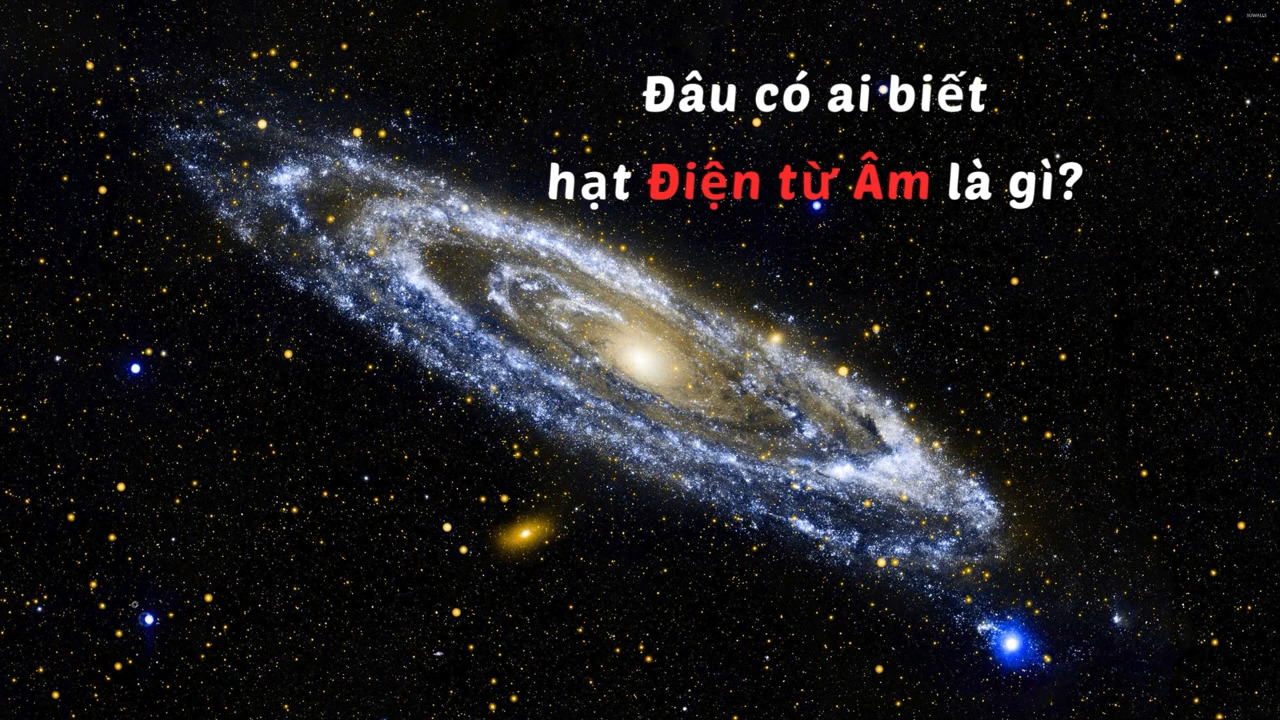 Đâu có ai biết
hạt Điện từ Âm là gì?